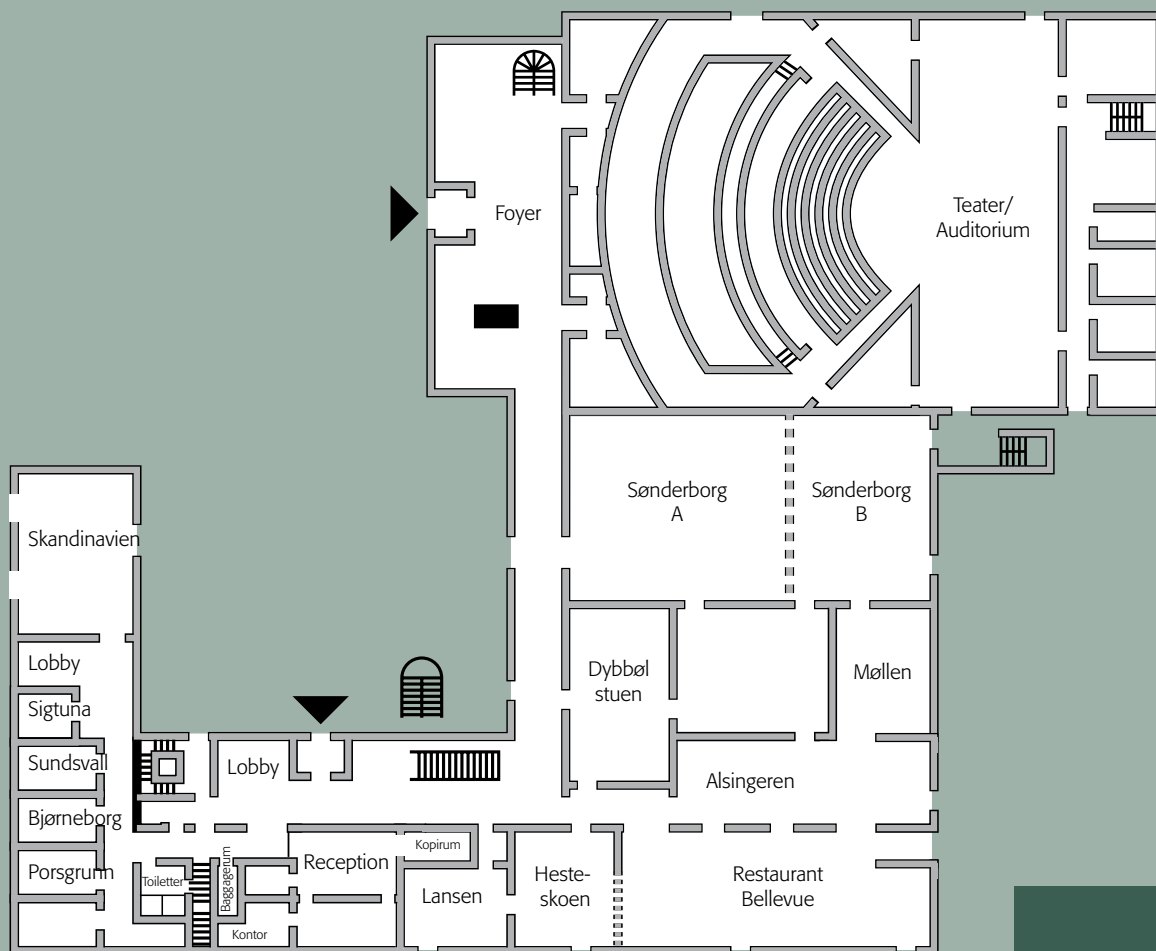 Foyer
Teater/
Auditorium
Sønderborg
A
Sønderborg
B
Skandinavien
Lobby
Sigtuna
Sundsvall
Bjørneborg
Porsgrunn
Dybbøl
stuen
Møllen
Lobby
Alsingeren
Toiletter
Baggagerum
Kontor
Reception
Kopirum
Lansen
Heste-
skoen
Restaurant
Bellevue